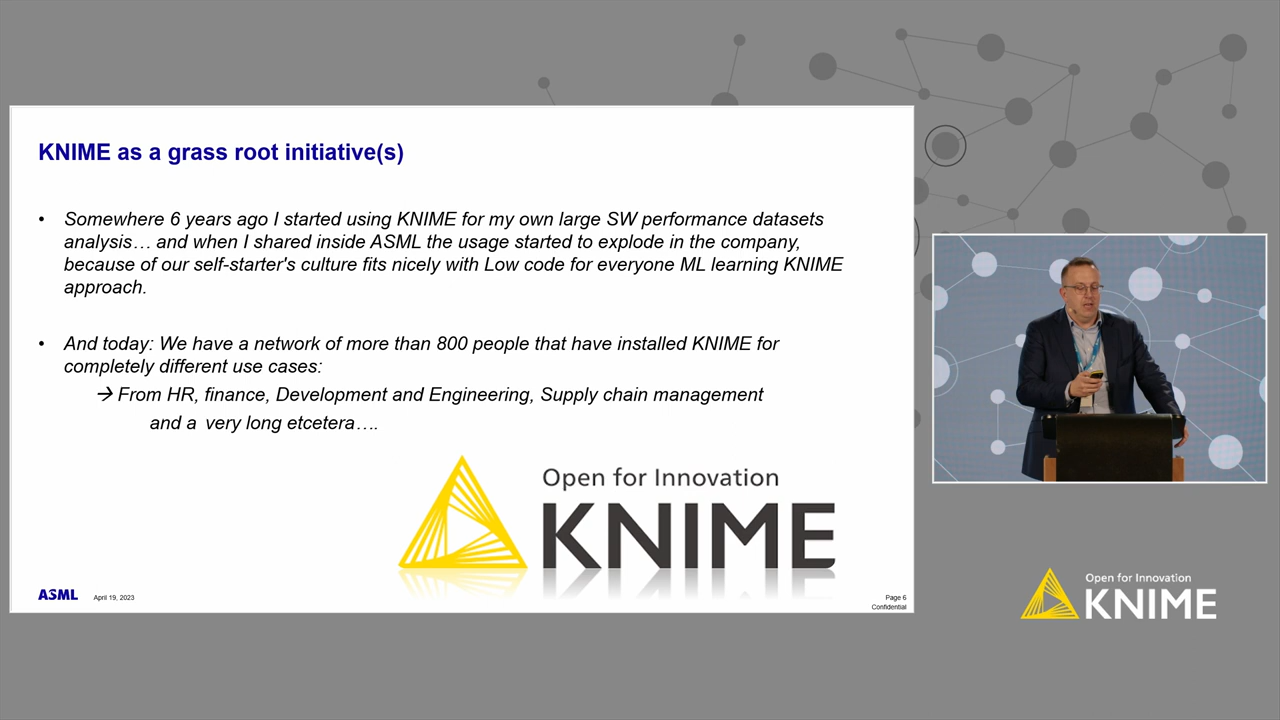 KNIME as a grass root initiative(s)
• Somewhere 6 years ago I started using KNIME for my own large SW performance datasets
analysis… and when I shared inside ASML the usage started to explode in the company,
because of our self-starter's culture fits nicely with Low code for everyone ML learning KNIME
approach.
• And today: We have a network of more than 800 people that have installed KNIME for
completely different use cases:
→ From HR, finance, Development and Engineering, Supply chain management
and a very long etcetera….
Open for Innovation
KNIME
ASML
April 19, 2023
Page 6
Confidential
Open for Innovation
KNIME